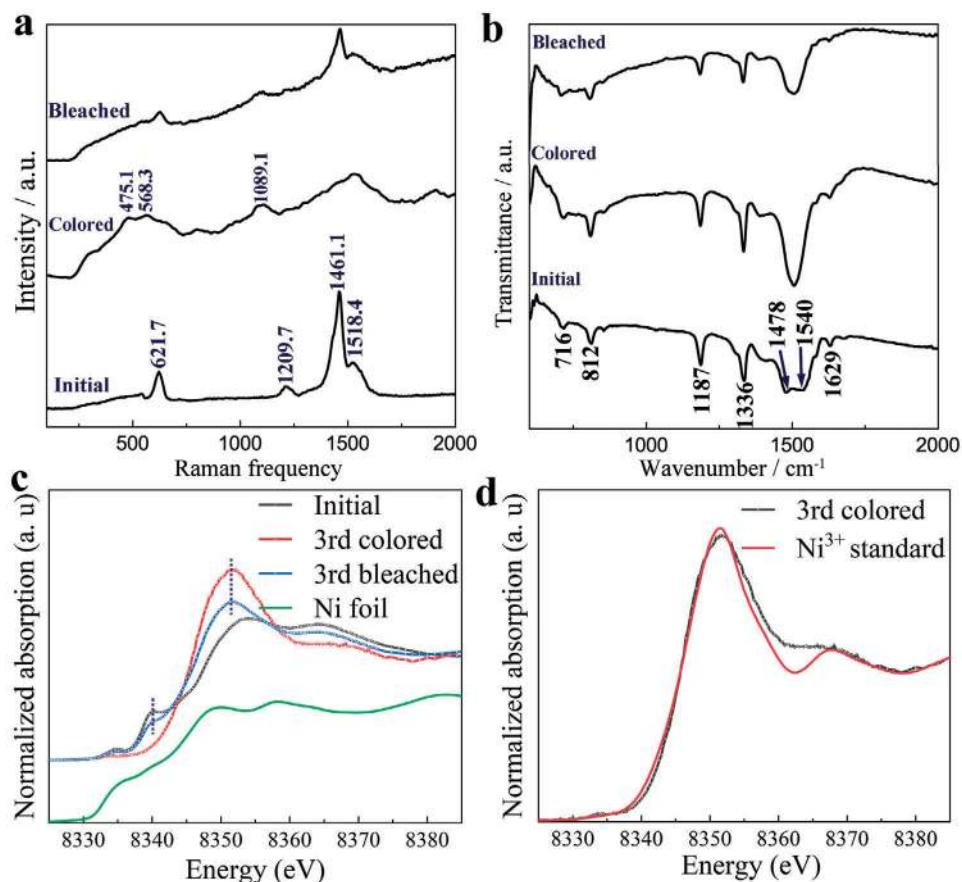 a
Bleached
Colored
Initial
475.1
568.3
1089.1
621.7
1209.7
1461.1
1518.4
Intensity / a.u.
500 1000 1500 2000
Raman frequency
b
Bleached
Colored
Initial
716
812
1187
1336
1478
1540
1629
Transmittance / a.u.
1000 1500 2000
Wavenumber / cm⁻¹
c
Initial
3rd colored
3rd bleached
Ni foil
Normalized absorption (a. u)
8330 8340 8350 8360 8370 8380
Energy (eV)
d
3rd colored
Ni³⁺ standard
Normalized absorption (a. u)
8330 8340 8350 8360 8370 8380
Energy (eV)